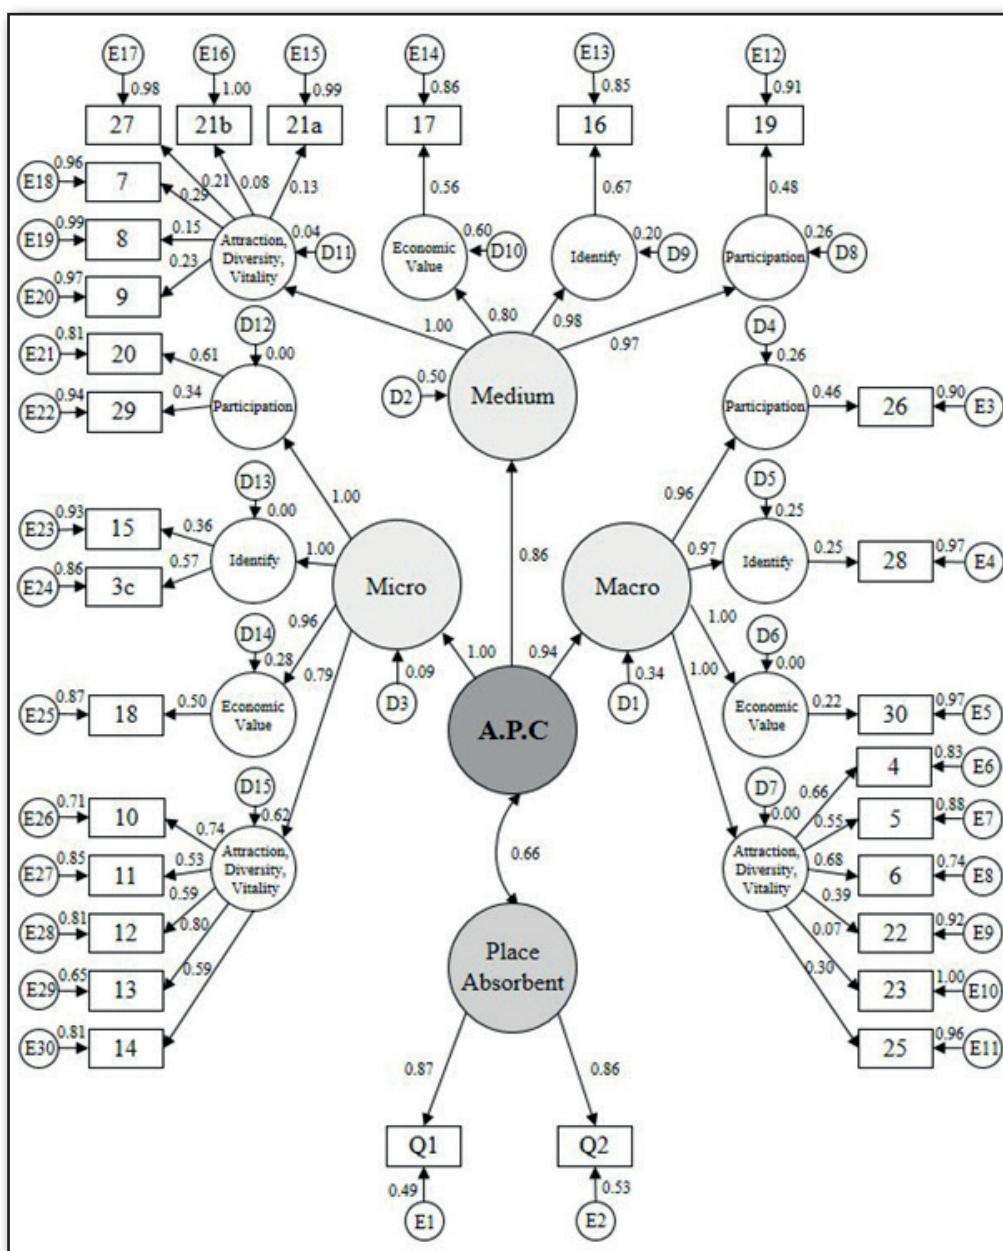 E17 E16 E15 E14 E13 E12
0.98 1.00 0.99 0.86 0.85 0.91
27 21b 21a 17 16 19
E18 0.96 7
0.21 0.08 0.13 0.56 0.67 0.48
0.29
E19 0.99 8 0.15
Attraction,
Diversity,
Vitality
0.04 D11
Economic
Value
0.60 D10
Identify
0.20 D9
Participation
0.26 D8
E20 0.97 9 0.23
1.00 0.80 0.98 0.97
E21 0.81 20 0.61
D12 0.00
Participation
E22 0.94 29 0.34
D2 0.50
Medium
D4 0.26
Participation
0.46 26 0.90 E3
1.00
0.86
0.96
D13 0.00
E23 0.93 15 0.36
Identify
1.00
E24 0.86 3c 0.57
Micro
Macro
D5 0.25
0.97
Identify
0.25 28 0.97 E4
0.96
0.79
D14 0.28
E25 0.87 18 0.50
Economic
Value
D3 0.09
1.00
0.94
D1 0.34
1.00
1.00
D6 0.00
Economic
Value
0.22 30 0.97 E5
A.P.C
D15 0.62
E26 0.71 10 0.74
Attraction,
Diversity,
Vitality
E27 0.85 11 0.53
E28 0.81 12 0.59
E29 0.65 13 0.80
E30 0.81 14 0.59
D7 0.00
Attraction,
Diversity,
Vitality
0.66 4 0.83 E6
0.55 5 0.88 E7
0.68 6 0.74 E8
0.39 22 0.92 E9
0.07 23 1.00 E10
0.30 25 0.96 E11
0.66
Place
Absorbent
0.87 0.86
Q1 Q2
0.49 0.53
E1 E2